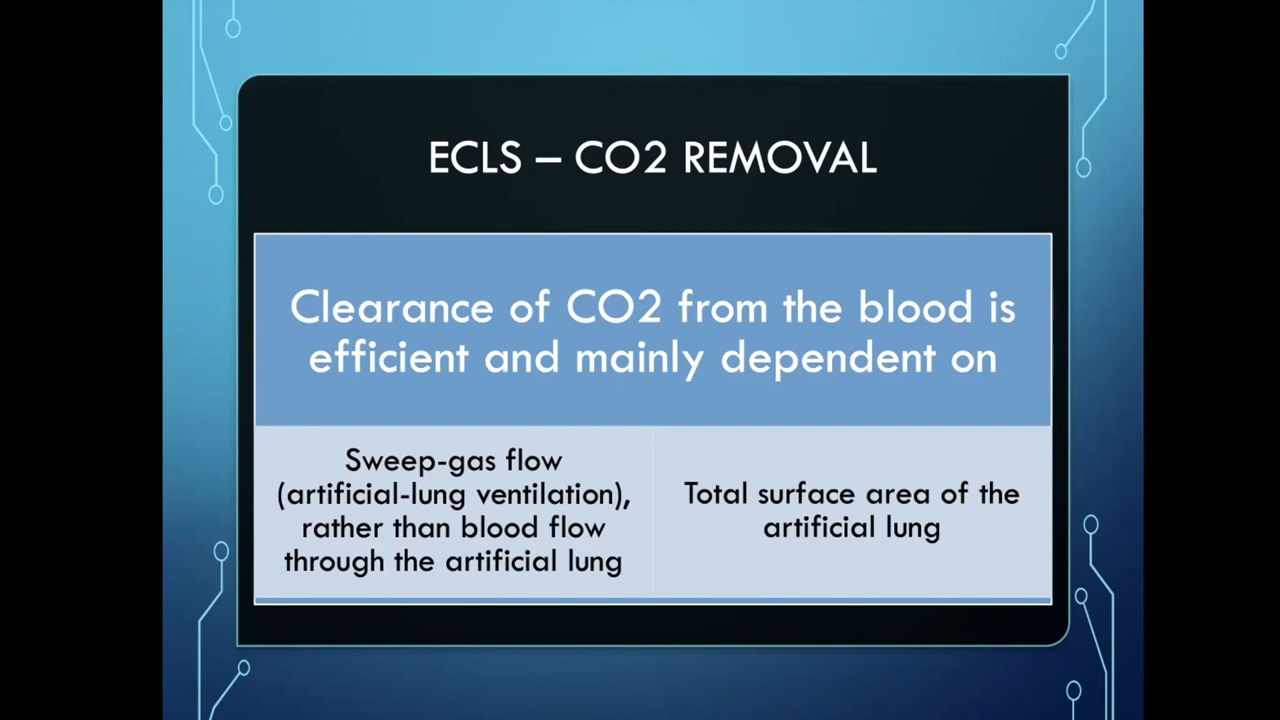 ECLS – CO2 REMOVAL
Clearance of CO2 from the blood is
efficient and mainly dependent on
Sweep-gas flow
(artificial-lung ventilation),
rather than blood flow
through the artificial lung
Total surface area of the
artificial lung